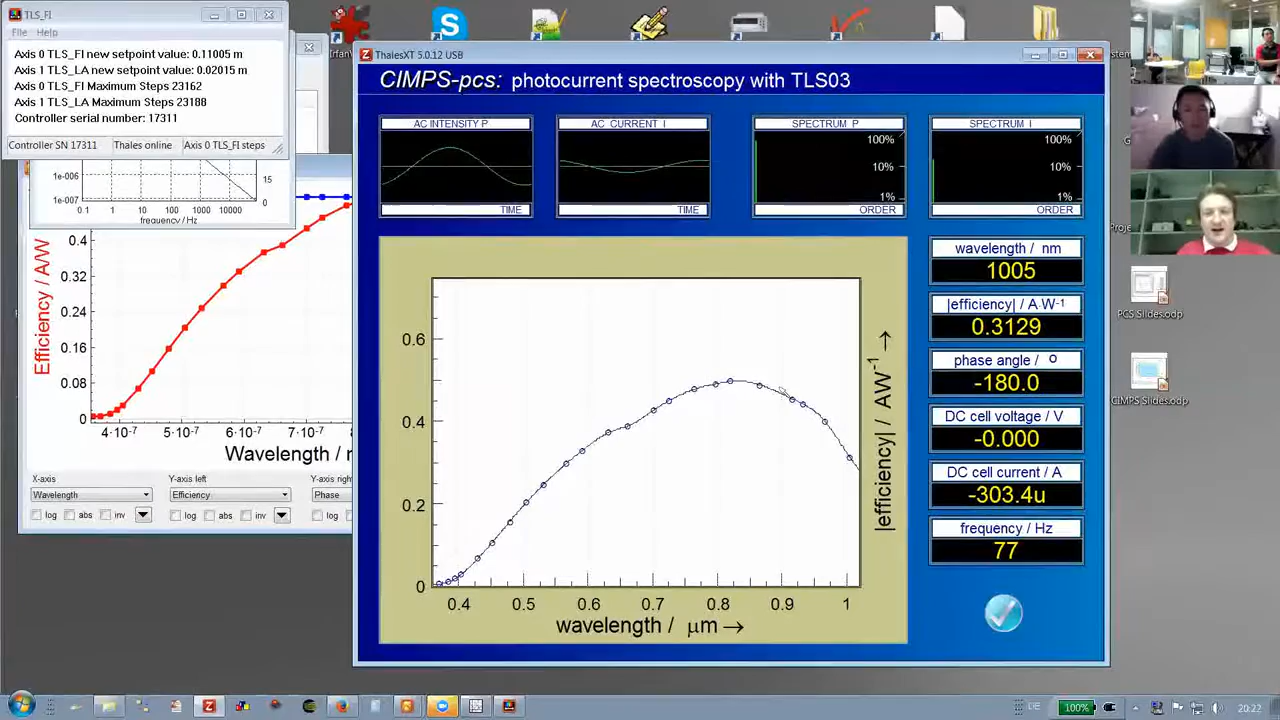 TLS_FI
File Help
Axis 0 TLS_FI new setpoint value: 0.11005 m
Axis 1 TLS_LA new setpoint value: 0.02015 m
Axis 0 TLS_FI Maximum Steps 23162
Axis 1 TLS_LA Maximum Steps 23188
Controller serial number: 17311
Controller SN 17311 Thales online Axis 0 TLS_FI steps
1e-006
1e-007
15
0
0.1 1 10 100 1000 10000
frequency / Hz
Efficiency / A/W
0.4
0.32
0.24
0.16
0.08
0
4·10-7 5·10-7 6·10-7 7·10
Wavelength /
X-axis Y-axis left Y-axis righ
Wavelength Efficiency Phase
log abs inv log abs inv log
ThalesXT 5.0.12 USB
CIMPS-pcs: photocurrent spectroscopy with TLS03
AC INTENSITY P
TIME
AC CURRENT I
TIME
SPECTRUM P
100%
10%
1%
ORDER
SPECTRUM I
100%
10%
1%
ORDER
0.6
0.4
0.2
0
0.4 0.5 0.6 0.7 0.8 0.9 1
wavelength / µm →
|efficiency| / AW-1 →
wavelength / nm
1005
|efficiency| / A·W-1
0.3129
phase angle / °
-180.0
DC cell voltage / V
-0.000
DC cell current / A
-303.4u
frequency / Hz
77
PCS Slides.odp
CIMPS Slides.odp
DE 100% 20:22